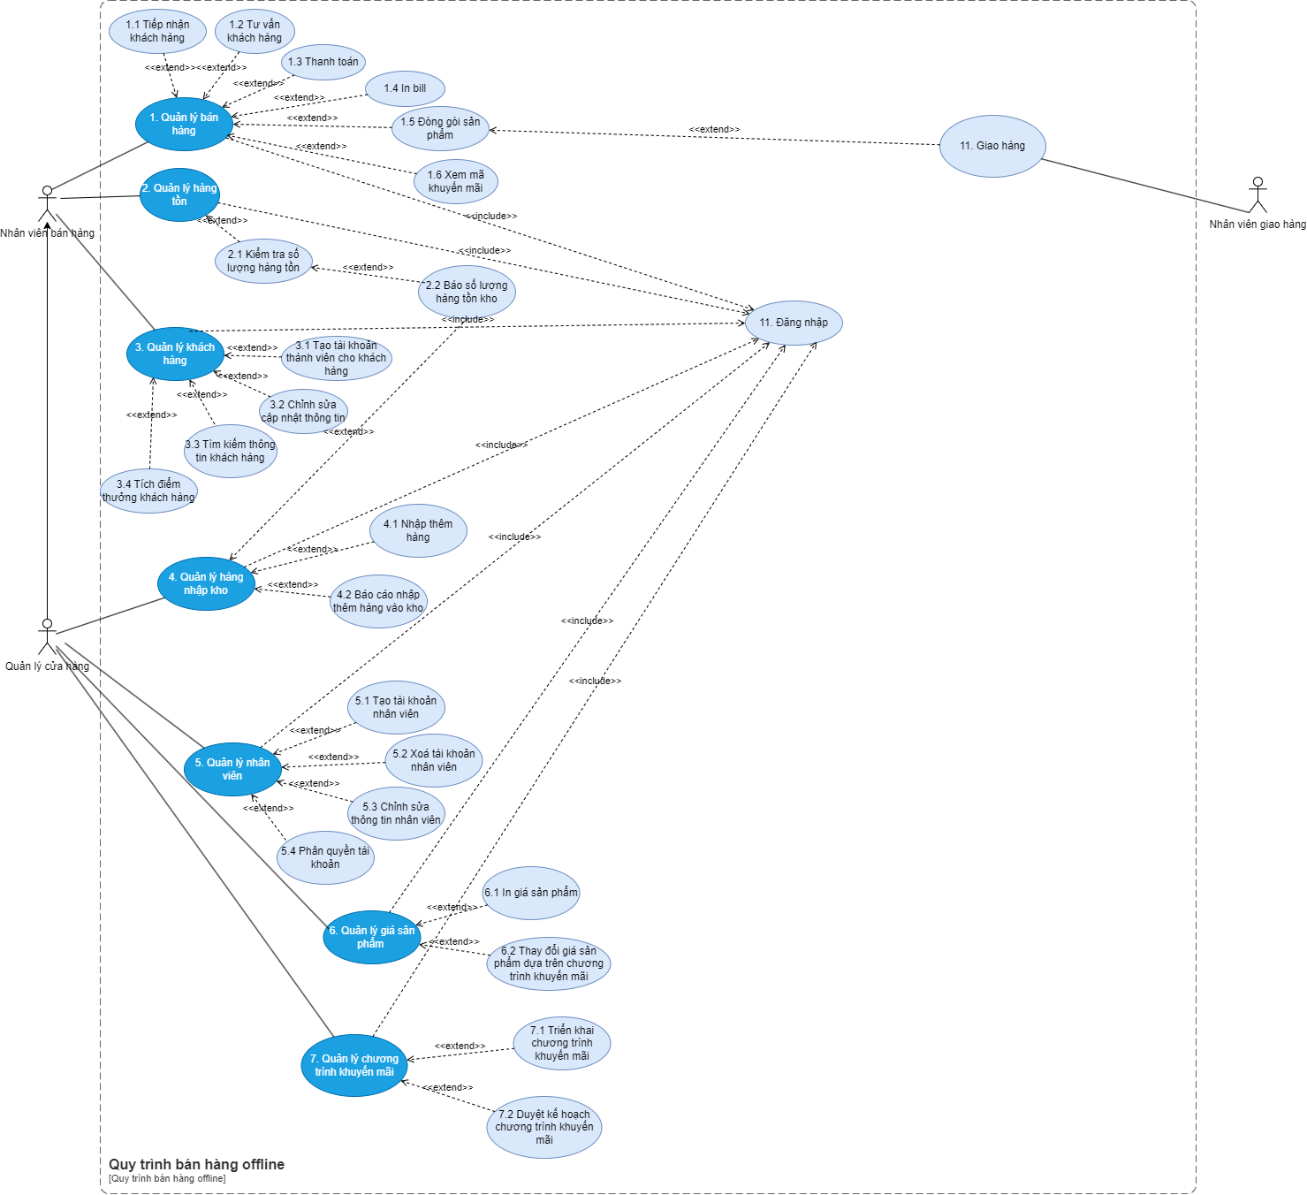 1.1 Tiếp nhận
khách hàng
1.2 Tư vấn
khách hàng
1.3 Thanh toán
1.4 In bill
1.5 Đóng gói sản
phẩm
1.6 Xem mã
khuyến mãi
<<extend>>
<<extend>>
<<extend>>
<<extend>>
<<extend>>
<<extend>>
<<extend>>
1. Quản lý bán
hàng
11. Giao hàng
Nhân viên giao hàng
Nhân viên bán hàng
2. Quản lý hàng
tồn
<<include>>
<<extend>>
<<include>>
2.1 Kiểm tra số
lượng hàng tồn
<<extend>>
2.2 Báo số lượng
hàng tồn kho
<<include>>
11. Đăng nhập
3. Quản lý khách
hàng
<<extend>>
3.1 Tạo tài khoản
thành viên cho khách
hàng
<<extend>>
3.2 Chỉnh sửa
cập nhật thông tin
<<extend>>
3.3 Tìm kiếm thông
tin khách hàng
<<extend>>
3.4 Tích điểm
thưởng khách hàng
<<extend>>
<<include>>
4. Quản lý hàng
nhập kho
4.1 Nhập thêm
hàng
<<extend>>
<<include>>
<<extend>>
4.2 Báo cáo nhập
thêm hàng vào kho
<<include>>
Quản lý cửa hàng
<<include>>
5. Quản lý nhân
viên
5.1 Tạo tài khoản
nhân viên
<<extend>>
5.2 Xoá tài khoản
nhân viên
<<extend>>
<<extend>>
5.3 Chỉnh sửa
thông tin nhân viên
<<extend>>
5.4 Phân quyền tài
khoản
6. Quản lý giá sản
phẩm
6.1 In giá sản phẩm
<<extend>>
<<extend>>
6.2 Thay đổi giá sản
phẩm dựa trên chương
trình khuyến mãi
7. Quản lý chương
trình khuyến mãi
<<extend>>
7.1 Triển khai
chương trình
khuyến mãi
<<extend>>
7.2 Duyệt kế hoạch
chương trình khuyến
mãi
Quy trình bán hàng offline
[Quy trình bán hàng offline]